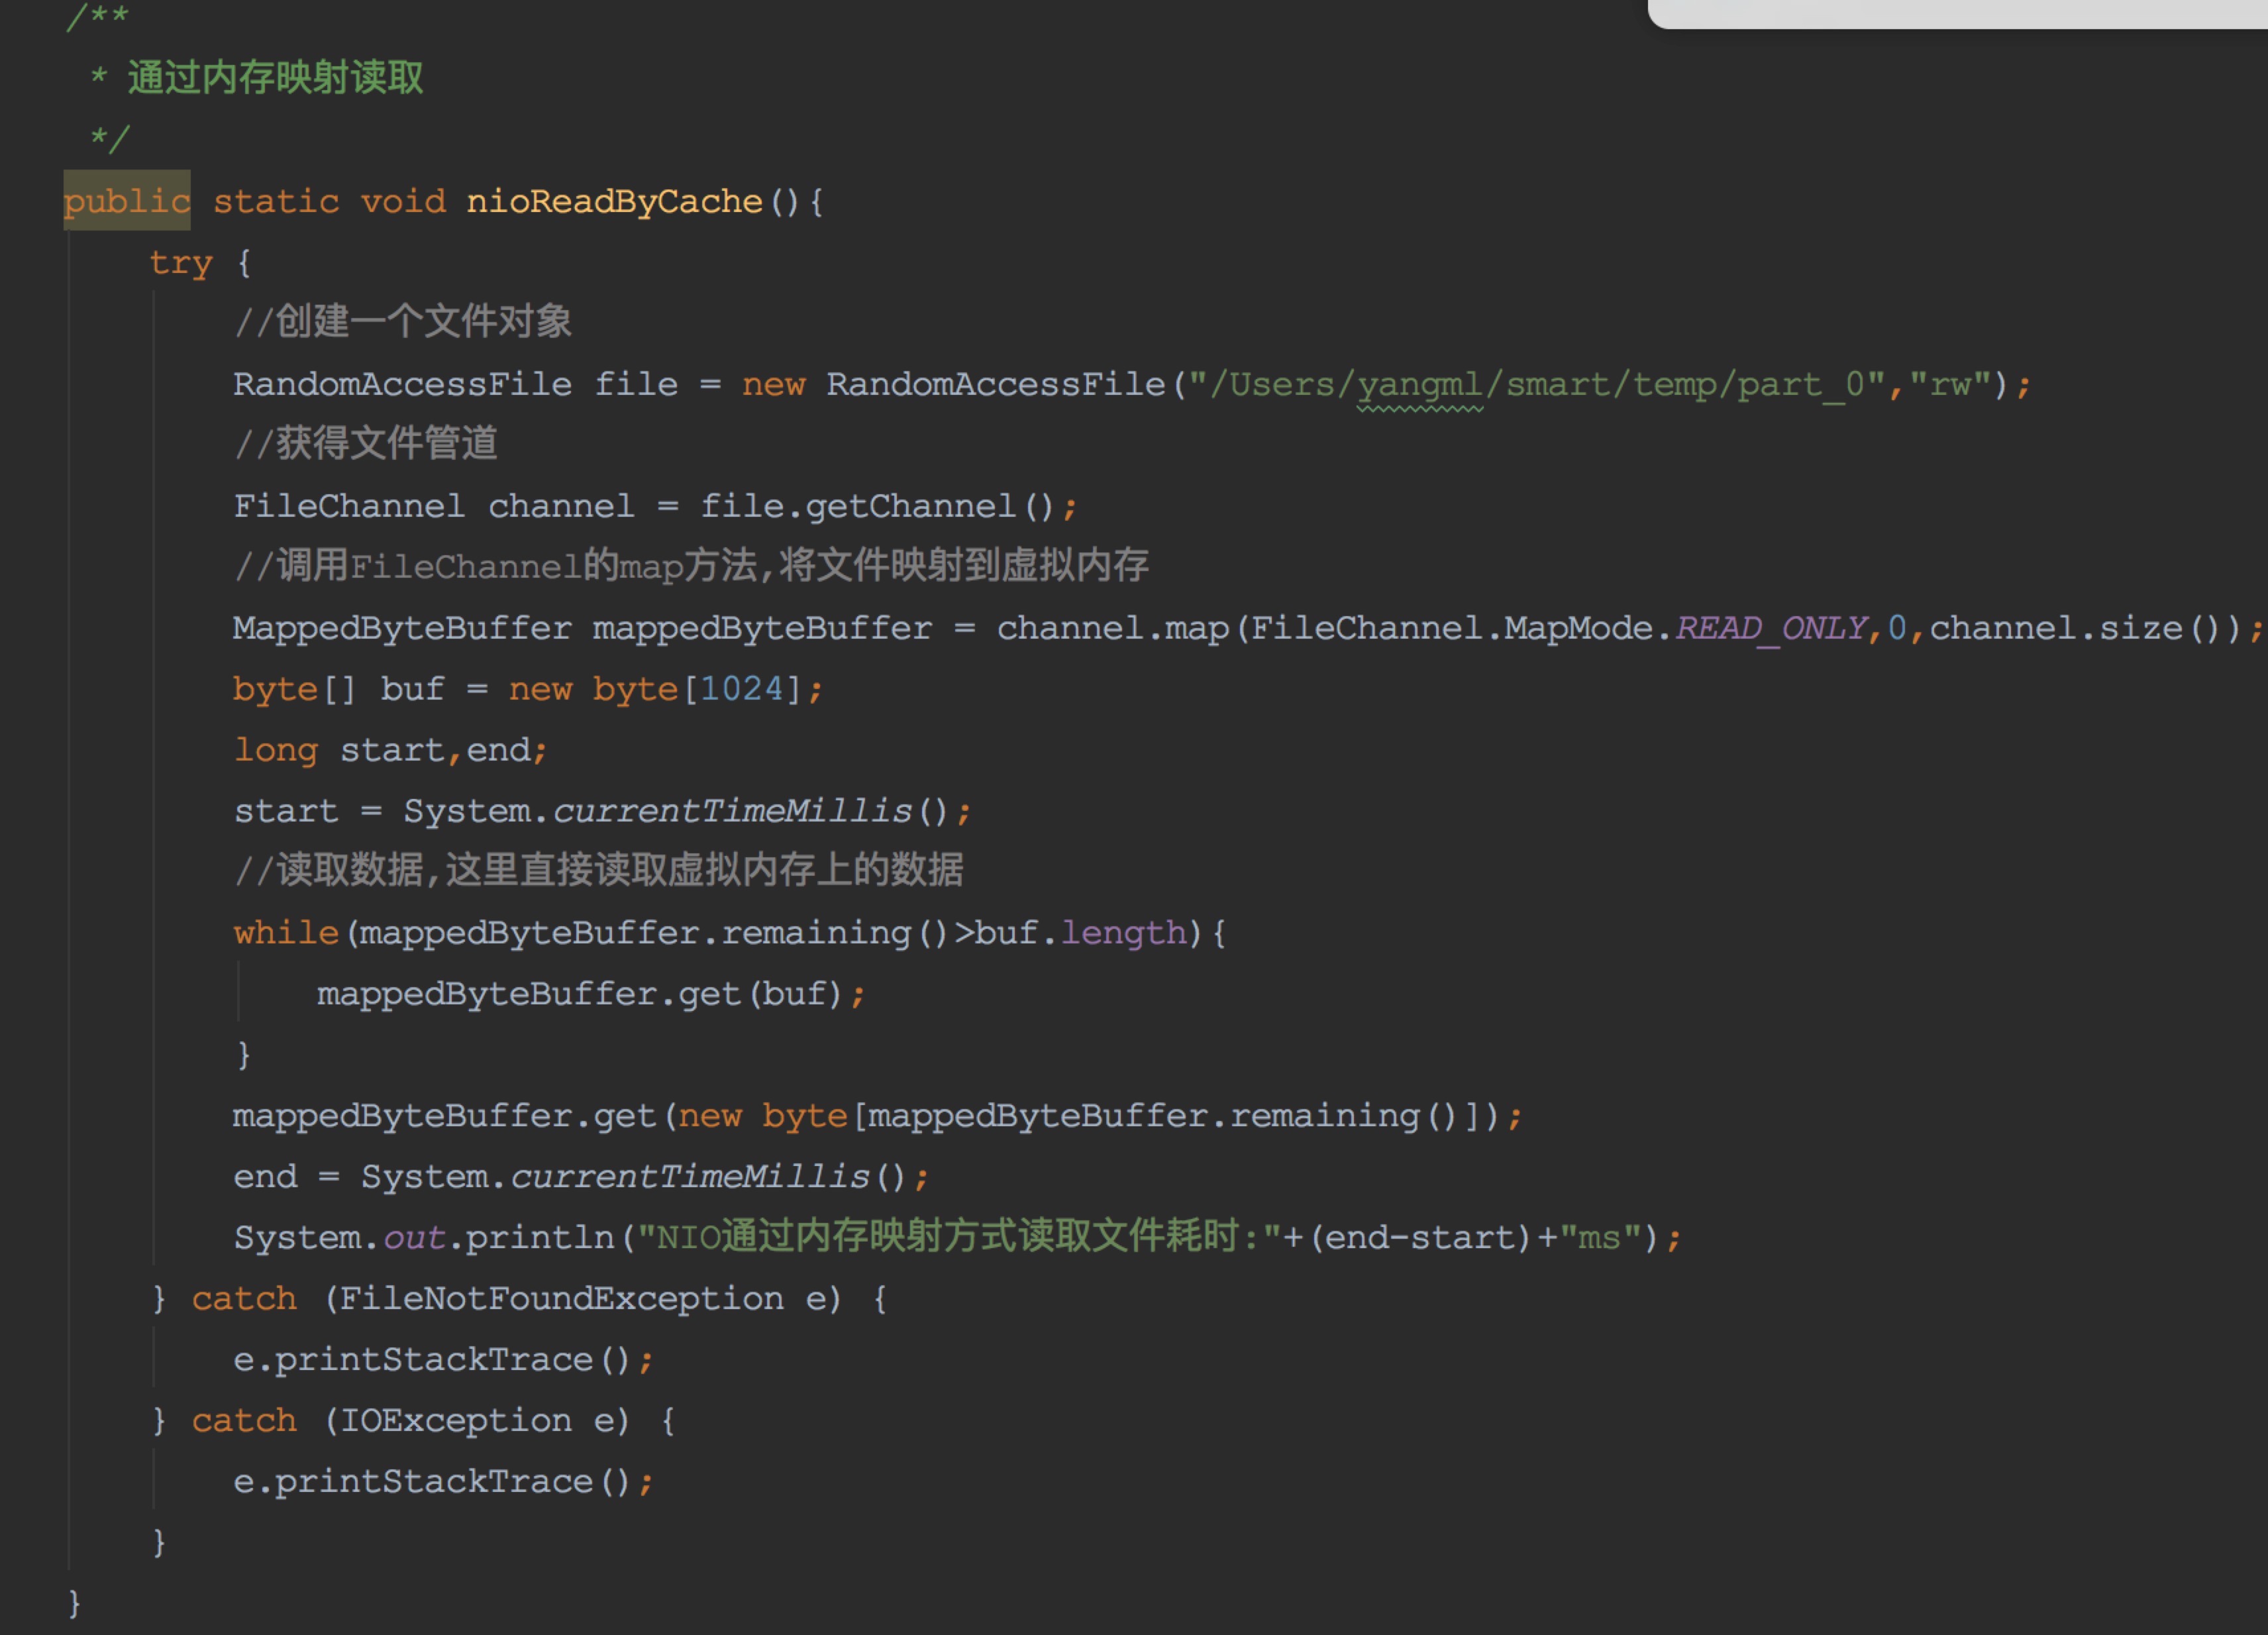 /**
 * 通过内存映射读取
 */
public static void nioReadByCache(){
    try {
        //创建一个文件对象
        RandomAccessFile file = new RandomAccessFile("/Users/yangml/smart/temp/part_0","rw");
        //获得文件管道
        FileChannel channel = file.getChannel();
        //调用FileChannel的map方法,将文件映射到虚拟内存
        MappedByteBuffer mappedByteBuffer = channel.map(FileChannel.MapMode.READ_ONLY,0,channel.size());
        byte[] buf = new byte[1024];
        long start,end;
        start = System.currentTimeMillis();
        //读取数据,这里直接读取虚拟内存上的数据
        while(mappedByteBuffer.remaining()>buf.length){
            mappedByteBuffer.get(buf);
        }
        mappedByteBuffer.get(new byte[mappedByteBuffer.remaining()]);
        end = System.currentTimeMillis();
        System.out.println("NIO通过内存映射方式读取文件耗时:"+(end-start)+"ms");
    } catch (FileNotFoundException e) {
        e.printStackTrace();
    } catch (IOException e) {
        e.printStackTrace();
    }
}